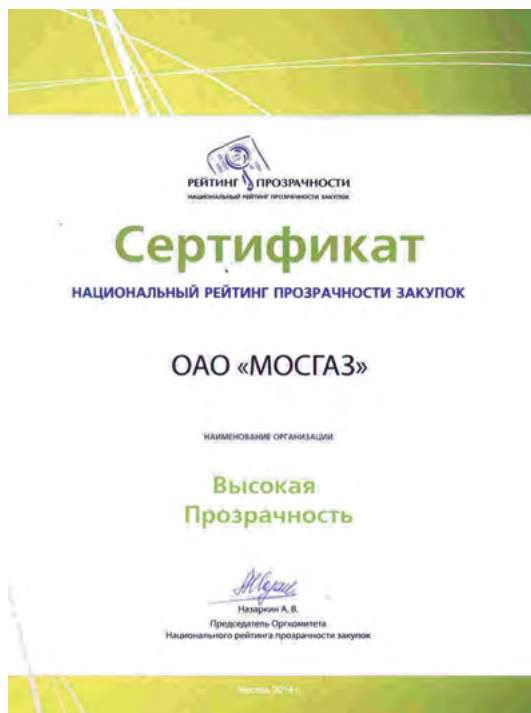 РЕЙТИНГ ПРОЗРАЧНОСТИ
НАЦИОНАЛЬНЫЙ РЕЙТИНГ ПРОЗРАЧНОСТИ ЗАКУПОК
Сертификат
НАЦИОНАЛЬНЫЙ РЕЙТИНГ ПРОЗРАЧНОСТИ ЗАКУПОК
ОАО «МОСГАЗ»
НАИМЕНОВАНИЕ ОРГАНИЗАЦИИ
Высокая
Прозрачность
Назаркин А. В.
Председатель Оргкомитета
Национального рейтинга прозрачности закупок
Москва, 2014 г.